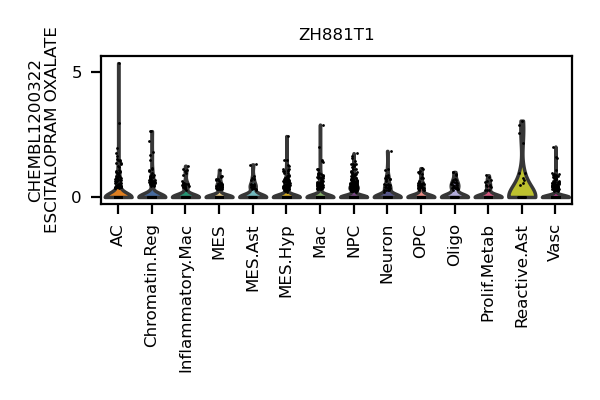 ZH881T1
CHEMBL1200322
ESCITALOPRAM OXALATE
5
0
AC
Chromatin.Reg
Inflammatory.Mac
MES
MES.Ast
MES.Hyp
Mac
NPC
Neuron
OPC
Oligo
Prolif.Metab
Reactive.Ast
Vasc